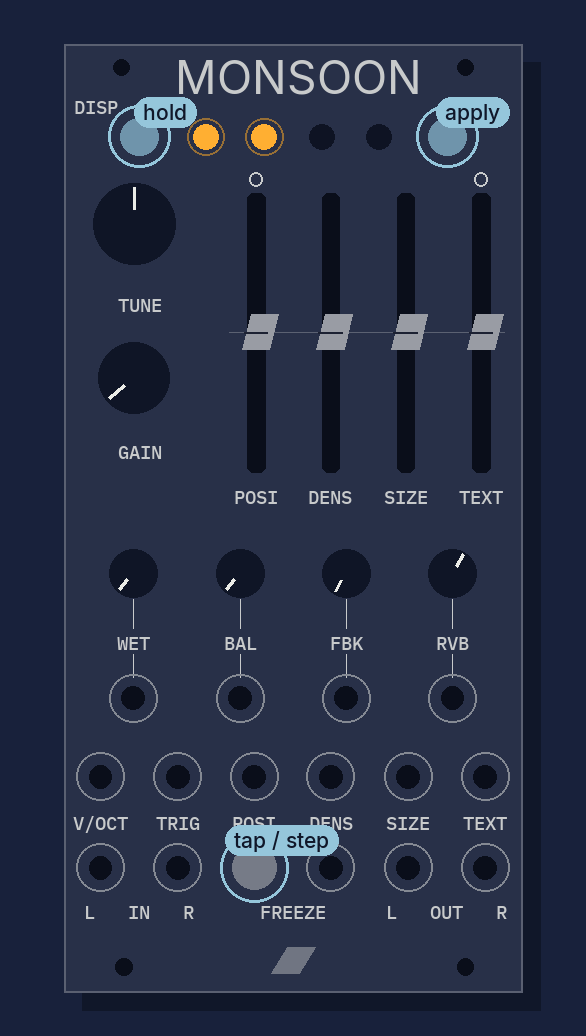 MONSOON
DISP
hold
apply
TUNE
GAIN
POSI DENS SIZE TEXT
WET BAL FBK RVB
V/OCT TRIG POSI DENS SIZE TEXT
tap / step
L IN R FREEZE L OUT R